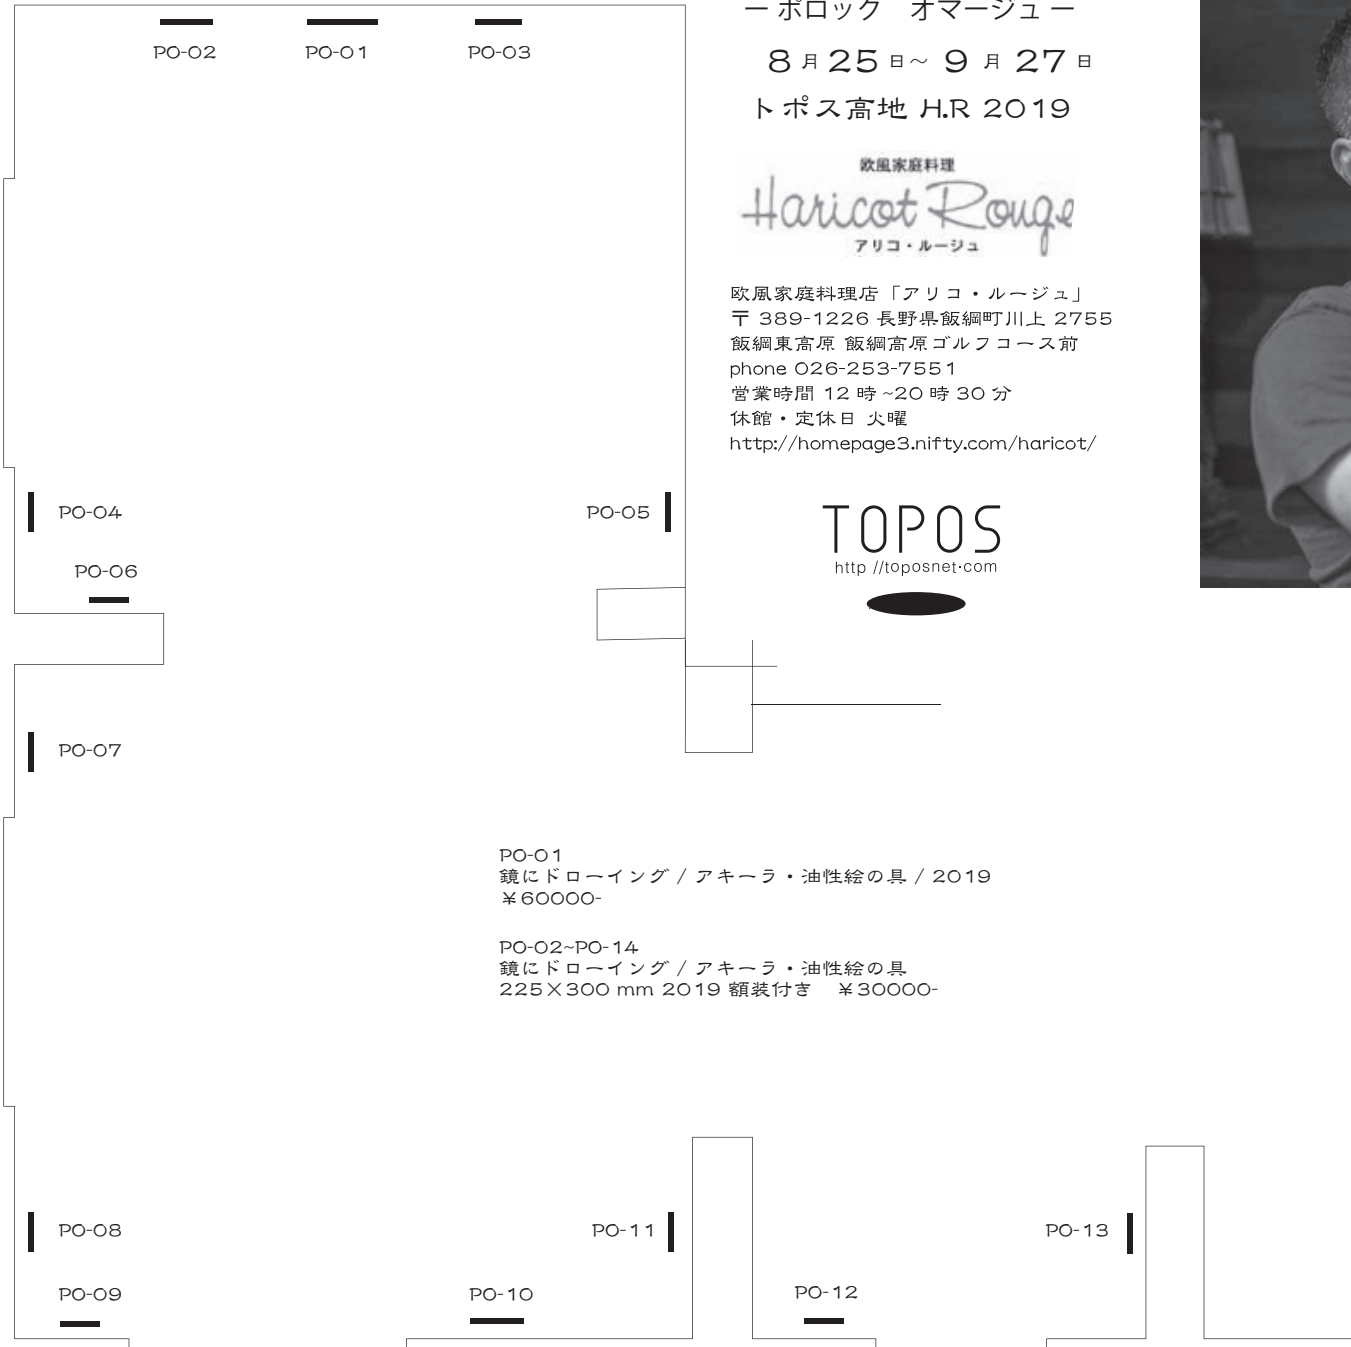 ー ポロック　オマージュ ー
8 月 25 日～ 9 月 27 日
トポス高地 H.R 2019
欧風家庭料理
Haricot Rouge
アリコ・ルージュ
欧風家庭料理店「アリコ・ルージュ」
〒 389-1226 長野県飯綱町川上 2755
飯綱東高原 飯綱高原ゴルフコース前
phone 026-253-7551
営業時間 12 時 ~20 時 30 分
休館・定休日 火曜
http://homepage3.nifty.com/haricot/
TOPOS
http //toposnet·com
PO-02
PO-01
PO-03
PO-04
PO-05
PO-06
PO-07
PO-01
鏡にドローイング / アキーラ・油性絵の具 / 2019
￥60000-
PO-02~PO-14
鏡にドローイング / アキーラ・油性絵の具
225×300 mm 2019 額装付き　￥30000-
PO-08
PO-11
PO-13
PO-09
PO-10
PO-12